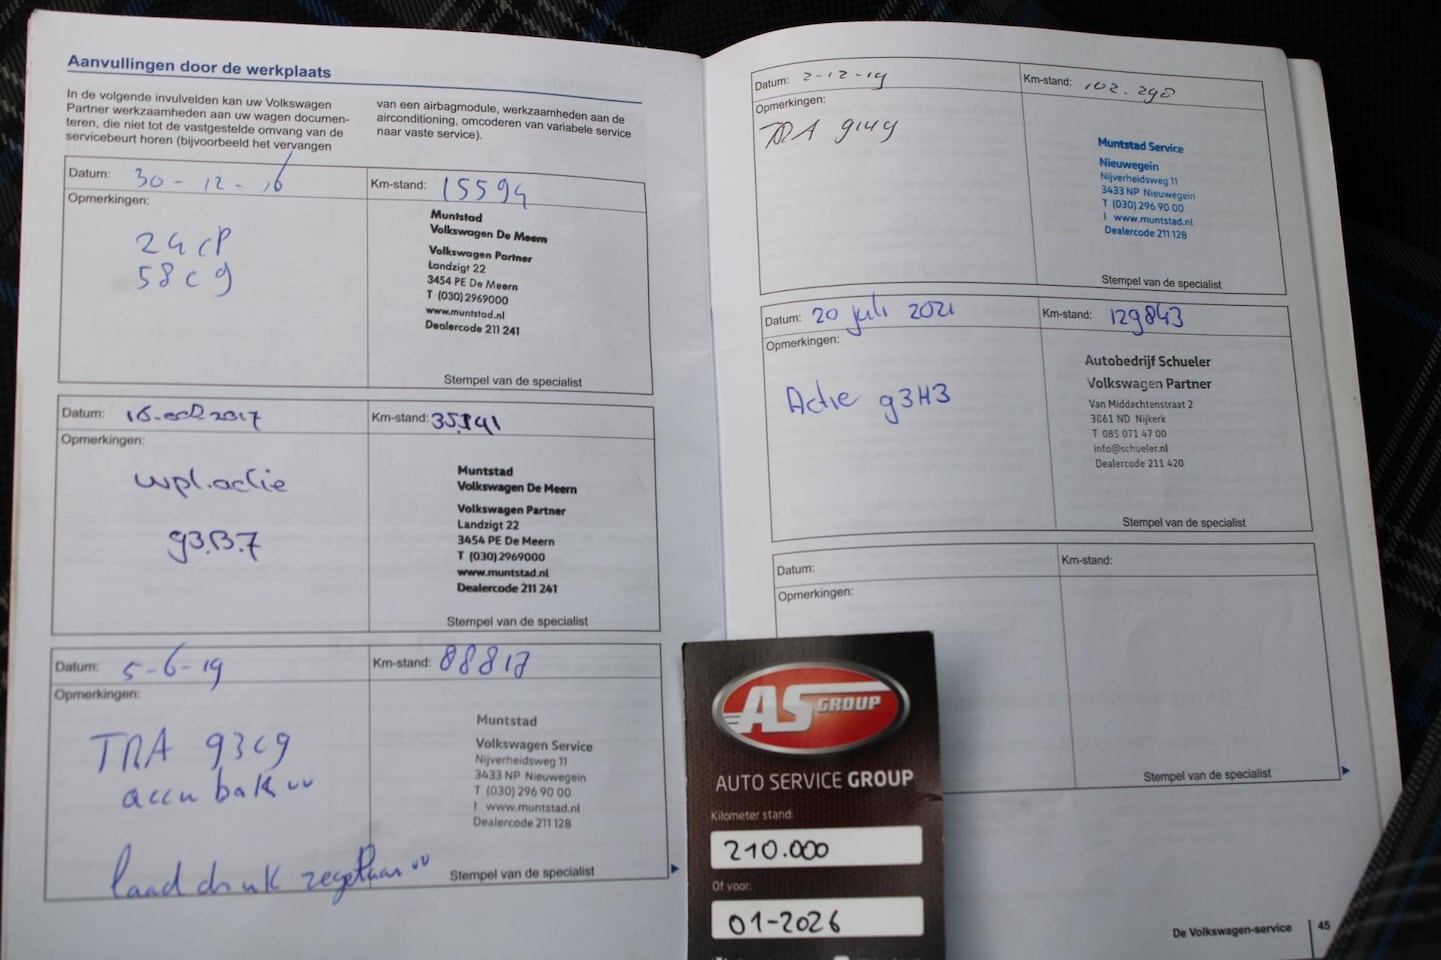 Aanvullingen door de werkplaats
In de volgende invulvelden kan uw Volkswagen
Partner werkzaamheden aan uw wagen documen-
teren, die niet tot de vastgestelde omvang van de
servicebeurt horen (bijvoorbeeld het vervangen
van een airbagmodule, werkzaamheden aan de
airconditioning, omcoderen van variabele service
naar vaste service).
Datum: 30-12-16
Km-stand: 15594
Opmerkingen:
24CP
58C9
Muntstad
Volkswagen De Meern
Volkswagen Partner
Landzigt 22
3454 PE De Meern
T (030) 2969000
www.muntstad.nl
Dealercode 211 241
Stempel van de specialist
Datum: 16-okt 2017
Km-stand:
Opmerkingen:
wpl.actie
93.B.7
Muntstad
Volkswagen De Meern
Volkswagen Partner
Landzigt 22
3454 PE De Meern
T (030) 2969000
www.muntstad.nl
Dealercode 211 241
Stempel van de specialist
Datum: 5-6-19
Km-stand: 88817
Opmerkingen:
TRA 93C9
accubak vv
laaddruk regelaar vv
Muntstad
Volkswagen Service
Nijverheidsweg 11
3433 NP Nieuwegein
T (030) 296 90 00
I www.muntstad.nl
Dealercode 211 128
Stempel van de specialist
Datum: 2-12-19
Km-stand: 102.298
Opmerkingen:
TRA
Muntstad Service
Nieuwegein
Nijverheidsweg 11
3433 NP Nieuwegein
T (030) 296 90 00
I www.muntstad.nl
Dealercode 211 128
Stempel van de specialist
Datum: 20 juli 2021
Km-stand: 129843
Opmerkingen:
Actie 93H3
Autobedrijf Schueler
Volkswagen Partner
Van Middachtenstraat 2
3861 ND Nijkerk
T 085 071 47 00
info@schueler.nl
Dealercode 211 420
Stempel van de specialist
Datum:
Km-stand:
Opmerkingen:
Stempel van de specialist
AS GROUP
AUTO SERVICE GROUP
Kilometer stand:
210.000
Of voor:
01-2026
De Volkswagen-service
45